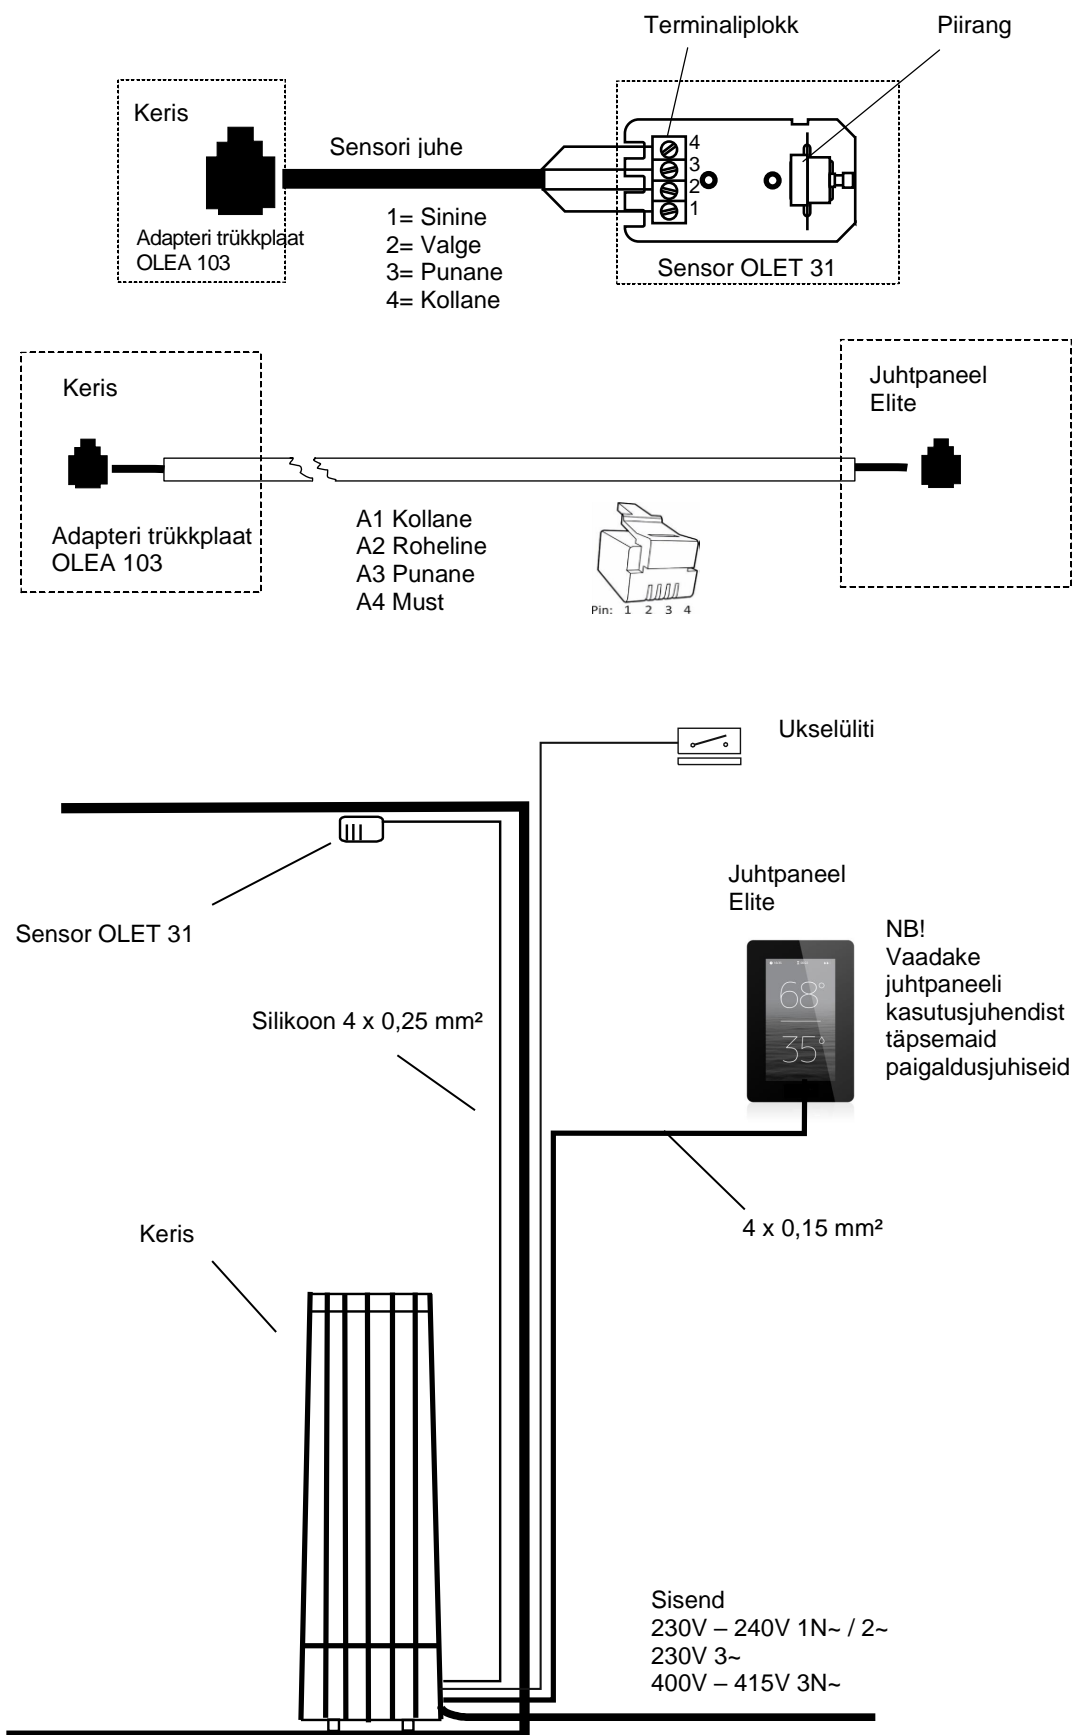 Terminaliplokk
Piirang
Keris
Sensori juhe
4
3
2
1
Adapteri trükkplaat
OLEA 103
1= Sinine
2= Valge
3= Punane
4= Kollane
Sensor OLET 31
Keris
Juhtpaneel
Elite
Adapteri trükkplaat
OLEA 103
A1 Kollane
A2 Roheline
A3 Punane
A4 Must
Pin: 1 2 3 4
Ukselüliti
Sensor OLET 31
Juhtpaneel
Elite
68°
35°
NB!
Vaadake
juhtpaneeli
kasutusjuhendist
täpsemaid
paigaldusjuhiseid
Silikoon 4 x 0,25 mm²
4 x 0,15 mm²
Keris
Sisend
230V – 240V 1N~ / 2~
230V 3~
400V – 415V 3N~